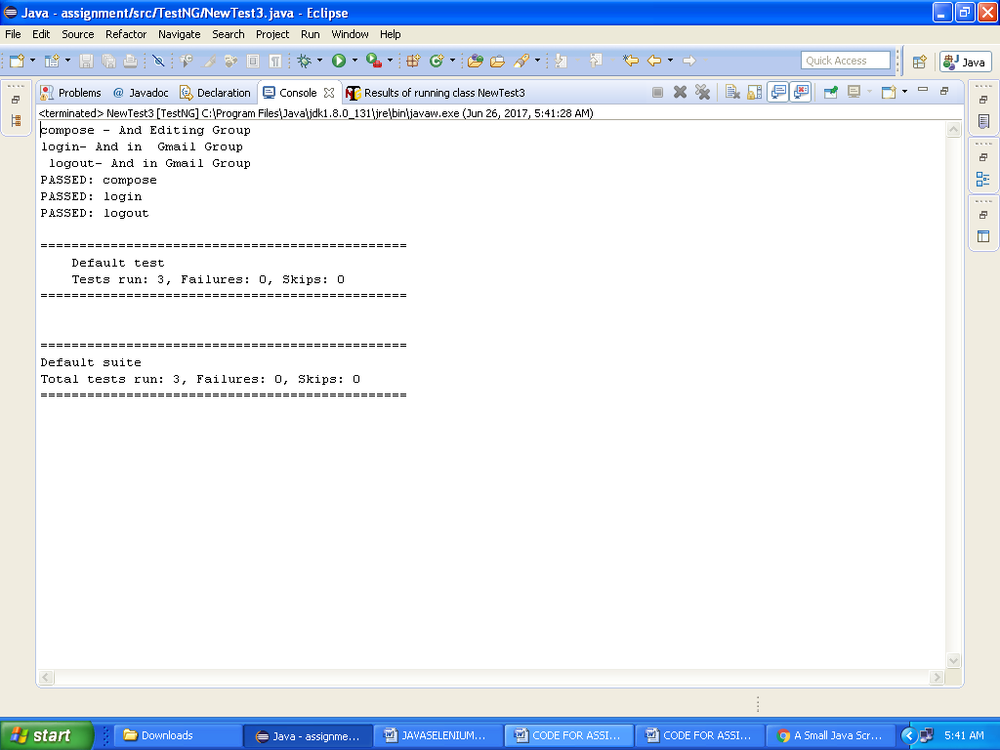 Java - assignment/src/TestNG/NewTest3.java - Eclipse
File Edit Source Refactor Navigate Search Project Run Window Help
Quick Access
Java
Problems @ Javadoc Declaration Console Results of running class NewTest3
<terminated> NewTest3 [TestNG] C:\Program Files\Java\jdk1.8.0_131\jre\bin\javaw.exe (Jun 26, 2017, 5:41:28 AM)
compose - And Editing Group
login- And in  Gmail Group
 logout- And in Gmail Group
PASSED: compose
PASSED: login
PASSED: logout
===============================================
    Default test
    Tests run: 3, Failures: 0, Skips: 0
===============================================
===============================================
Default suite
Total tests run: 3, Failures: 0, Skips: 0
===============================================
start Downloads Java - assignme... JAVASELENIUM... CODE FOR ASSI... CODE FOR ASSI... A Small Java Scr... 5:41 AM